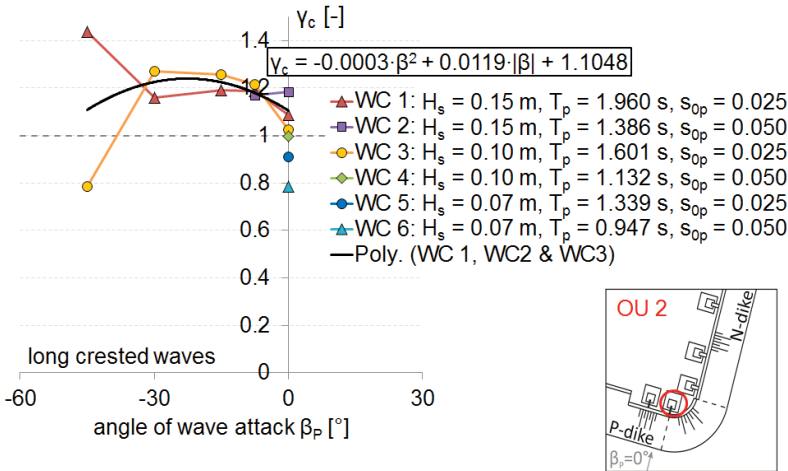 γc [-]
1.4
γc = -0.0003·β² + 0.0119·|β| + 1.1048
1.2
WC 1: Hs = 0.15 m, Tp = 1.960 s, s0p = 0.025
WC 2: Hs = 0.15 m, Tp = 1.386 s, s0p = 0.050
WC 3: Hs = 0.10 m, Tp = 1.601 s, s0p = 0.025
WC 4: Hs = 0.10 m, Tp = 1.132 s, s0p = 0.050
WC 5: Hs = 0.07 m, Tp = 1.339 s, s0p = 0.025
WC 6: Hs = 0.07 m, Tp = 0.947 s, s0p = 0.050
Poly. (WC 1, WC2 & WC3)
1
0.8
0.6
0.4
0.2
0
long crested waves
-60
-30
0
30
angle of wave attack βP [°]
OU 2
N-dike
P-dike
βp=0°